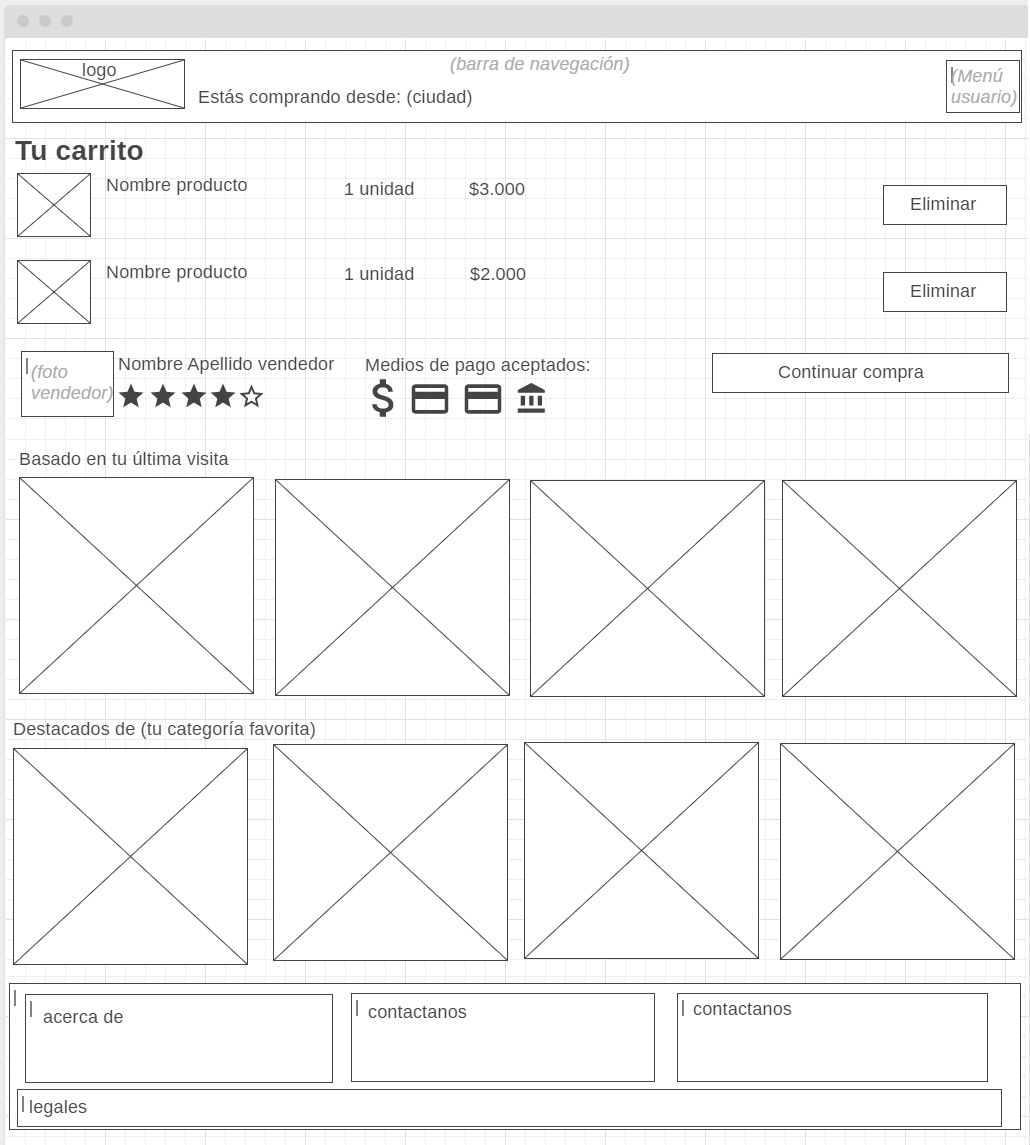 logo
(barra de navegación)
Estás comprando desde: (ciudad)
(Menú
usuario)
Tu carrito
Nombre producto
1 unidad
$3.000
Eliminar
Nombre producto
1 unidad
$2.000
Eliminar
(foto
vendedor)
Nombre Apellido vendedor
Medios de pago aceptados:
Continuar compra
Basado en tu última visita
Destacados de (tu categoría favorita)
acerca de
contactanos
contactanos
legales